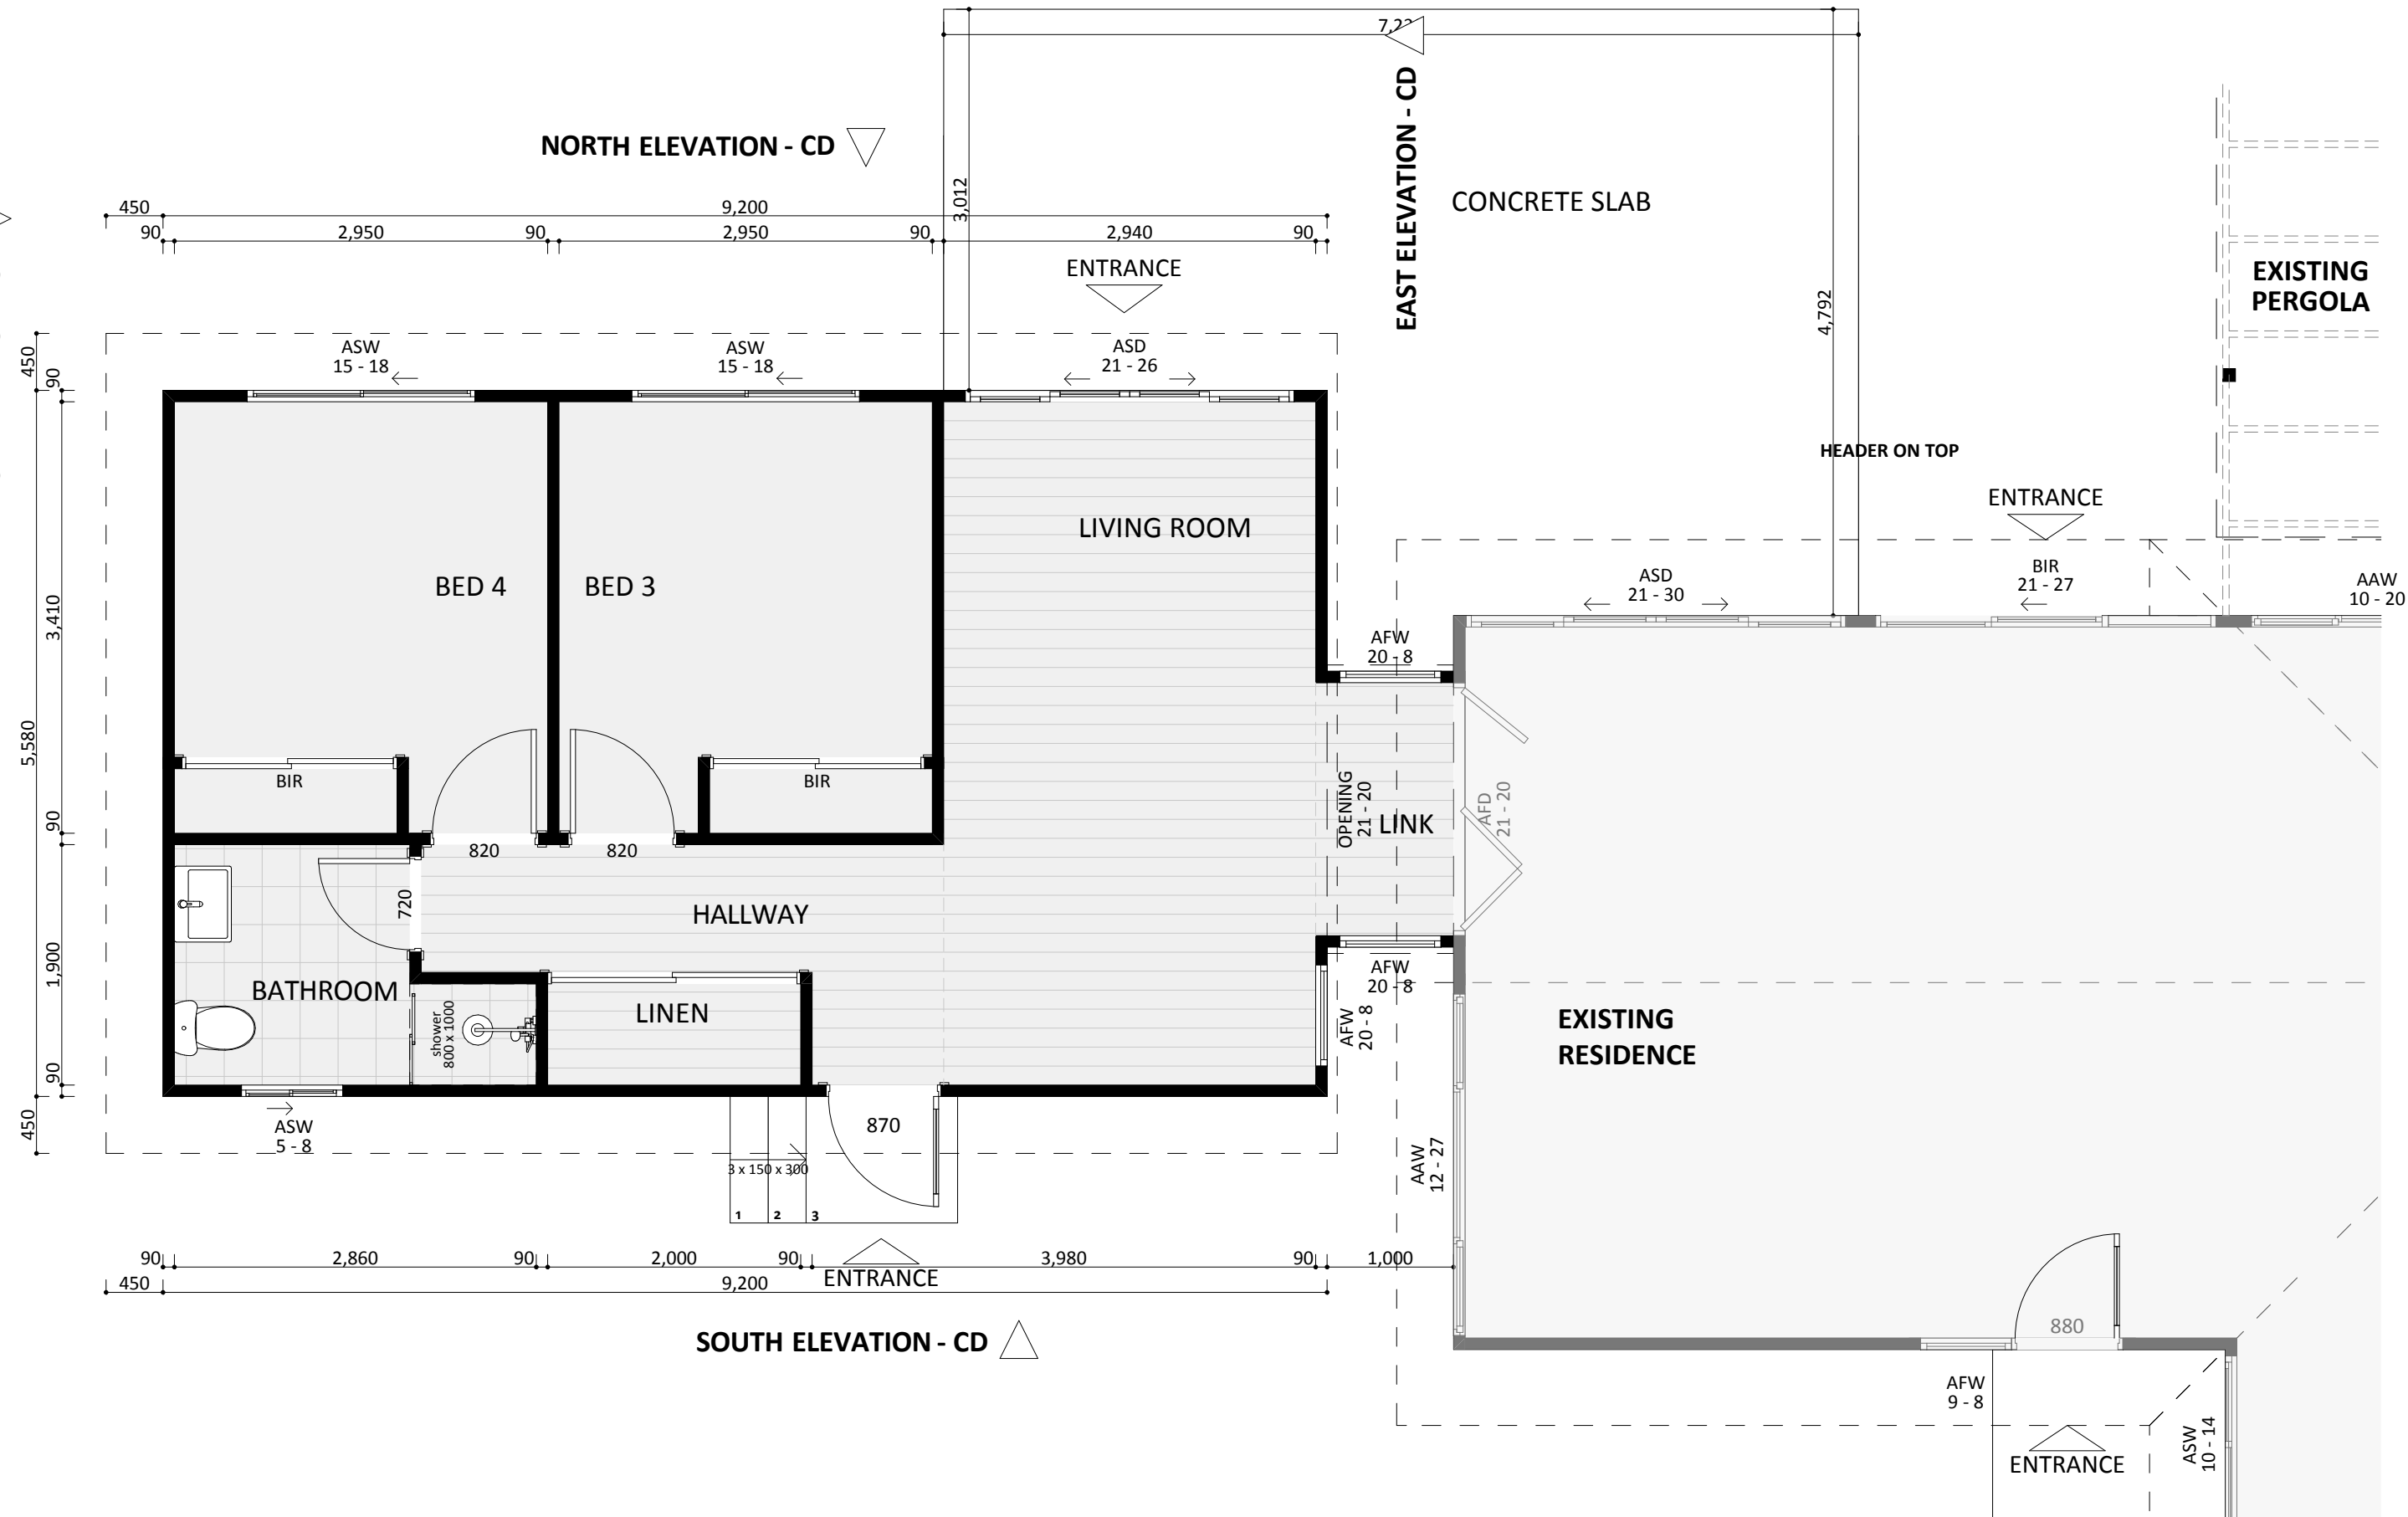 7,22
EAST ELEVATION - CD
NORTH ELEVATION - CD
3,012
CONCRETE SLAB
450
9,200
90
2,950
90
2,950
90
2,940
90
ENTRANCE
EXISTING
PERGOLA
4,792
ASW
15 - 18
ASW
15 - 18
ASD
21 - 26
450
90
HEADER ON TOP
ENTRANCE
LIVING ROOM
BED 4
BED 3
ASD
21 - 30
BIR
21 - 27
AAW
10 - 20
3,410
5,580
AFW
20 - 8
BIR
BIR
OPENING
21 - 20
LINK
AFD
21 - 20
90
820
820
720
HALLWAY
1,900
BATHROOM
LINEN
shower
800 x 1000
AFW
20 - 8
AFW
20 - 8
EXISTING
RESIDENCE
90
450
ASW
5 - 8
870
3 x 150 x 300
1
2
3
AAW
12 - 27
90
2,860
90
2,000
90
3,980
90
1,000
ENTRANCE
450
9,200
SOUTH ELEVATION - CD
880
AFW
9 - 8
ASW
10 - 14
ENTRANCE